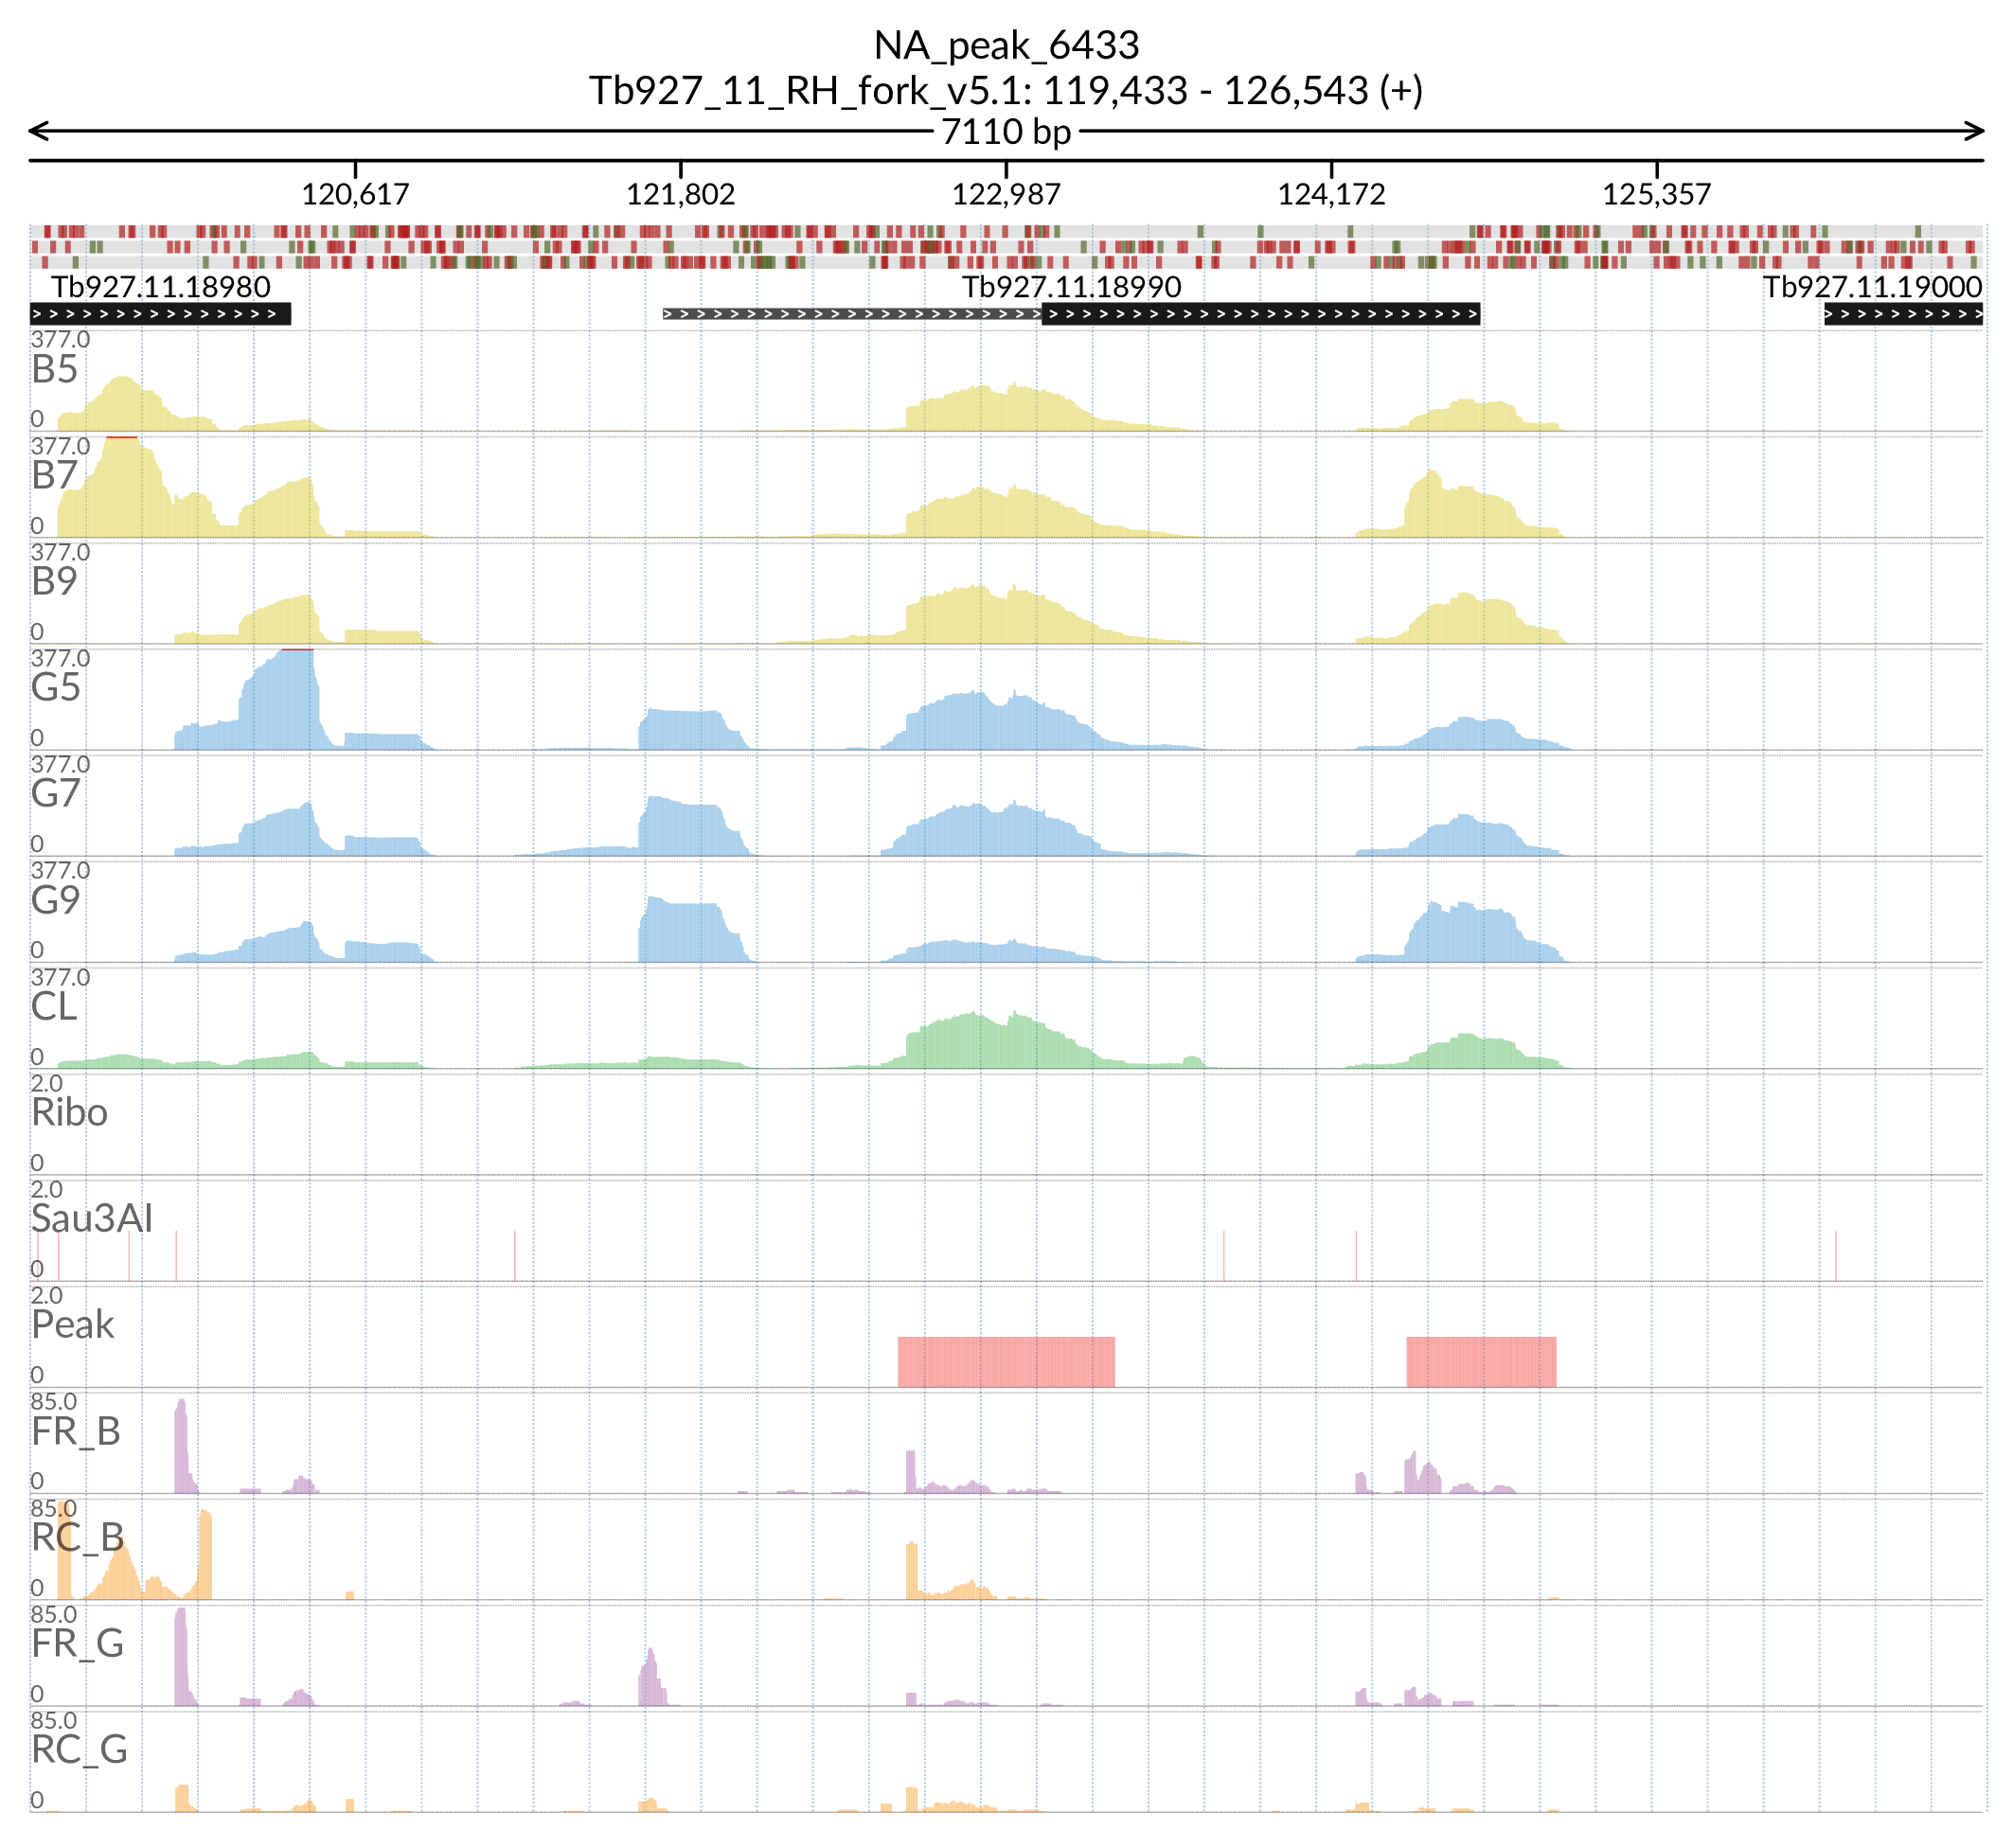 NA_peak_6433
Tb927_11_RH_fork_v5.1: 119,433 - 126,543 (+)
7110 bp
120,617 121,802 122,987 124,172 125,357
Tb927.11.18980 Tb927.11.18990 Tb927.11.19000
377.0
B5
0
377.0
B7
0
377.0
B9
0
377.0
G5
0
377.0
G7
0
377.0
G9
0
377.0
CL
0
2.0
Ribo
0
2.0
Sau3AI
0
2.0
Peak
0
85.0
FR_B
0
85.0
RC_B
0
85.0
FR_G
0
85.0
RC_G
0